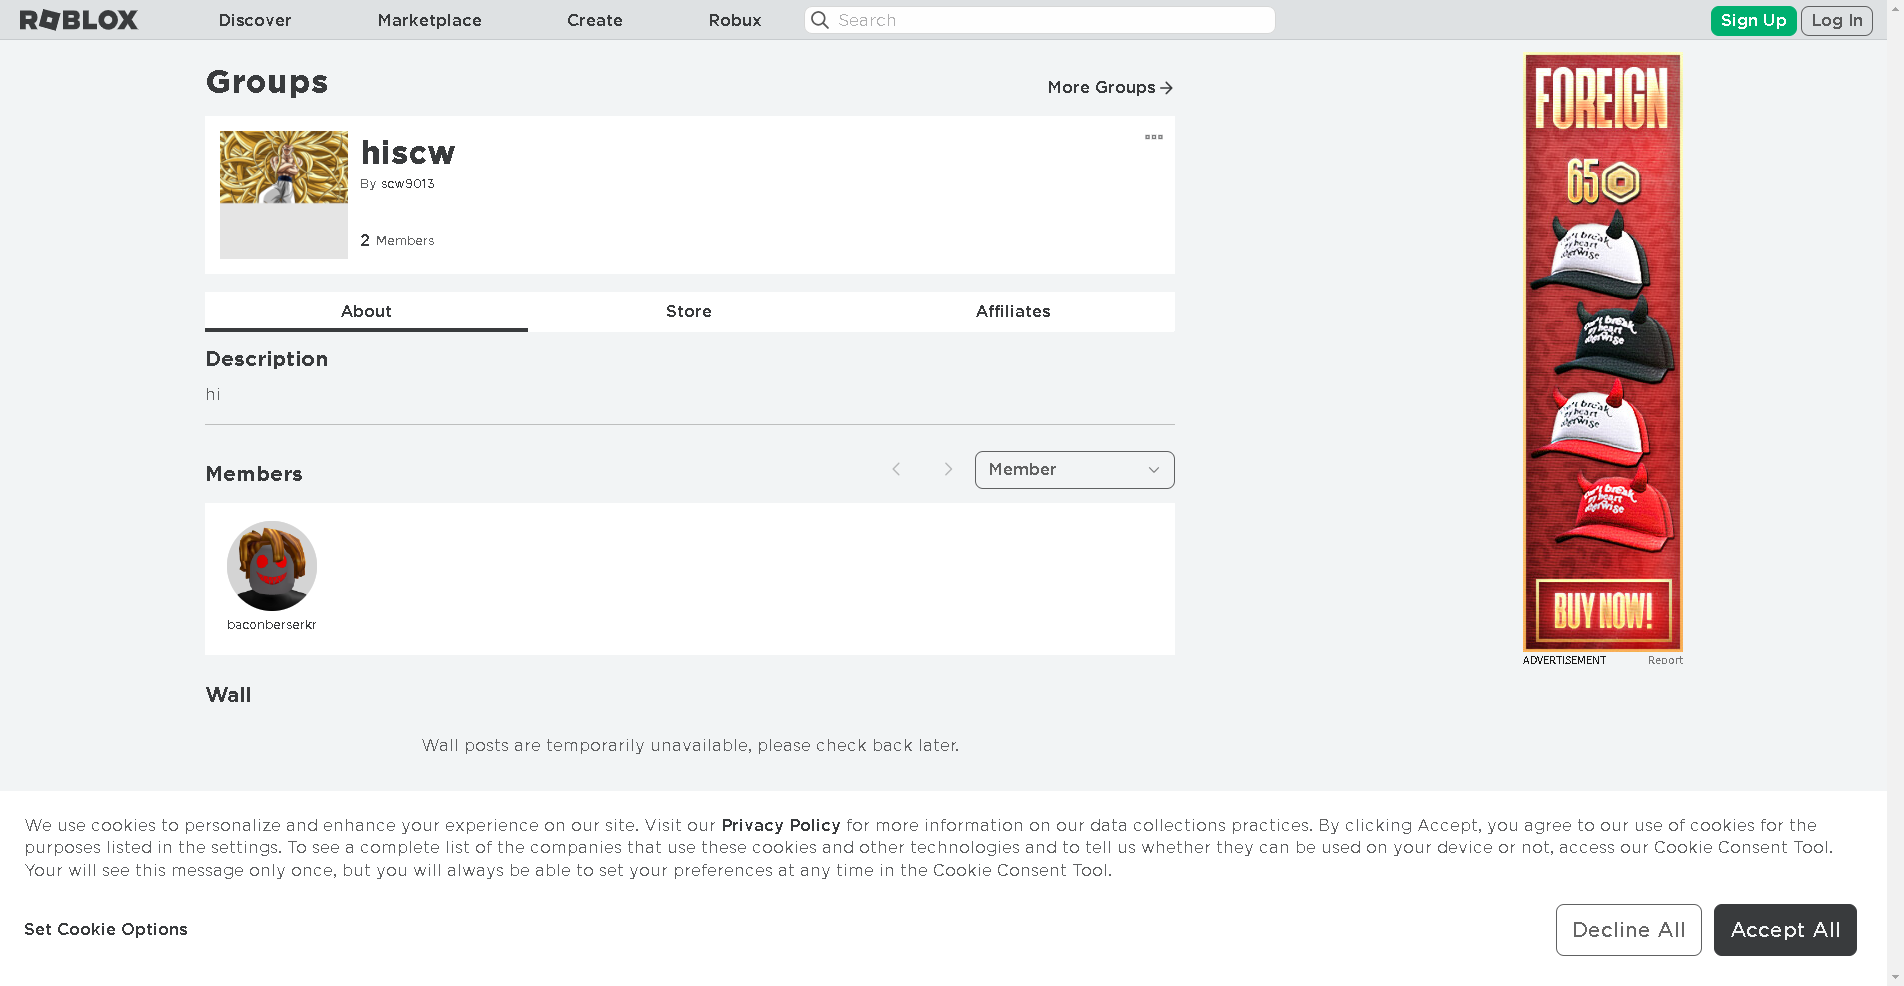 ROBLOX
Discover
Marketplace
Create
Robux
Search
Sign Up
Log In
Groups
More Groups
hiscw
By scw9013
2 Members
About
Store
Affiliates
Description
hi
Members
Member
baconberserkr
Wall
Wall posts are temporarily unavailable, please check back later.
FOREIGN
65
BUY NOW!
ADVERTISEMENT
Report
We use cookies to personalize and enhance your experience on our site. Visit our Privacy Policy for more information on our data collections practices. By clicking Accept, you agree to our use of cookies for the
purposes listed in the settings. To see a complete list of the companies that use these cookies and other technologies and to tell us whether they can be used on your device or not, access our Cookie Consent Tool.
Your will see this message only once, but you will always be able to set your preferences at any time in the Cookie Consent Tool.
Set Cookie Options
Decline All
Accept All